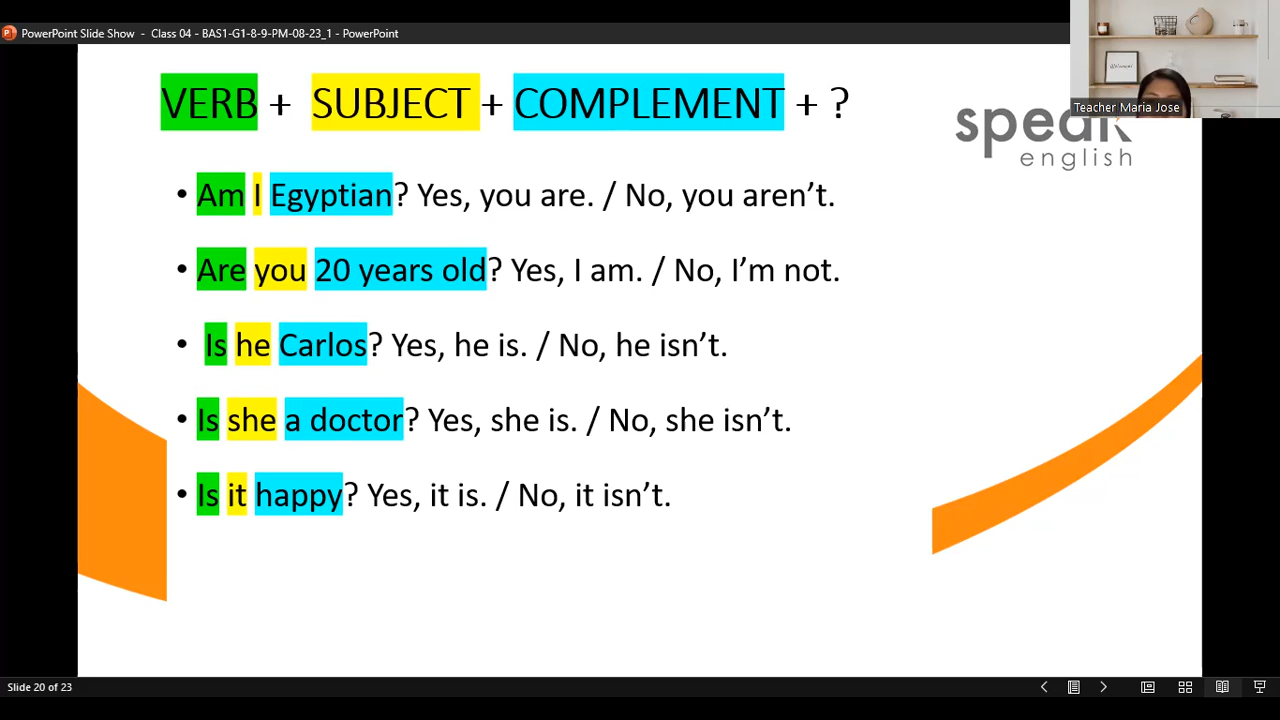 PowerPoint Slide Show - Class 04 - BAS1-G1-8-9-PM-08-23_1 - PowerPoint
VERB + SUBJECT + COMPLEMENT + ?
Welcome!
Teacher Maria Jose
speak
english
• Am I Egyptian? Yes, you are. / No, you aren’t.
• Are you 20 years old? Yes, I am. / No, I’m not.
• Is he Carlos? Yes, he is. / No, he isn’t.
• Is she a doctor? Yes, she is. / No, she isn’t.
• Is it happy? Yes, it is. / No, it isn’t.
Slide 20 of 23